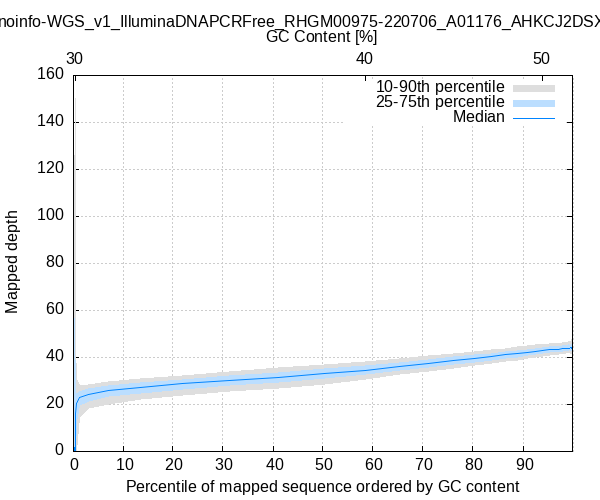 noinfo-WGS_v1_IlluminaDNAPCRFree_RHGM00975-220706_A01176_AHKCJ2DSX
GC Content [%]
30 40 50
10-90th percentile
25-75th percentile
Median
Mapped depth
160
140
120
100
80
60
40
20
0
0 10 20 30 40 50 60 70 80 90
Percentile of mapped sequence ordered by GC content